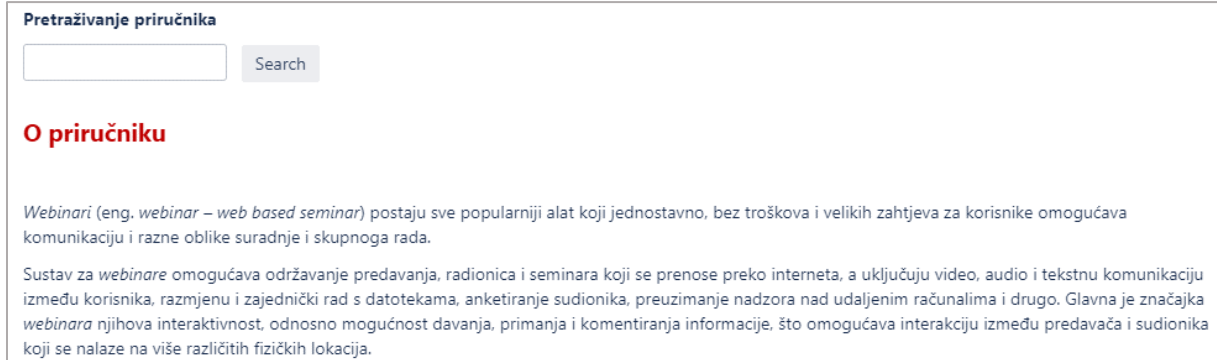 Pretraživanje priručnika
Search
O priručniku
Webinari (eng. webinar – web based seminar) postaju sve popularniji alat koji jednostavno, bez troškova i velikih zahtjeva za korisnike omogućava
komunikaciju i razne oblike suradnje i skupnoga rada.
Sustav za webinare omogućava održavanje predavanja, radionica i seminara koji se prenose preko interneta, a uključuju video, audio i tekstnu komunikaciju
između korisnika, razmjenu i zajednički rad s datotekama, anketiranje sudionika, preuzimanje nadzora nad udaljenim računalima i drugo. Glavna je značajka
webinara njihova interaktivnost, odnosno mogućnost davanja, primanja i komentiranja informacije, što omogućava interakciju između predavača i sudionika
koji se nalaze na više različitih fizičkih lokacija.